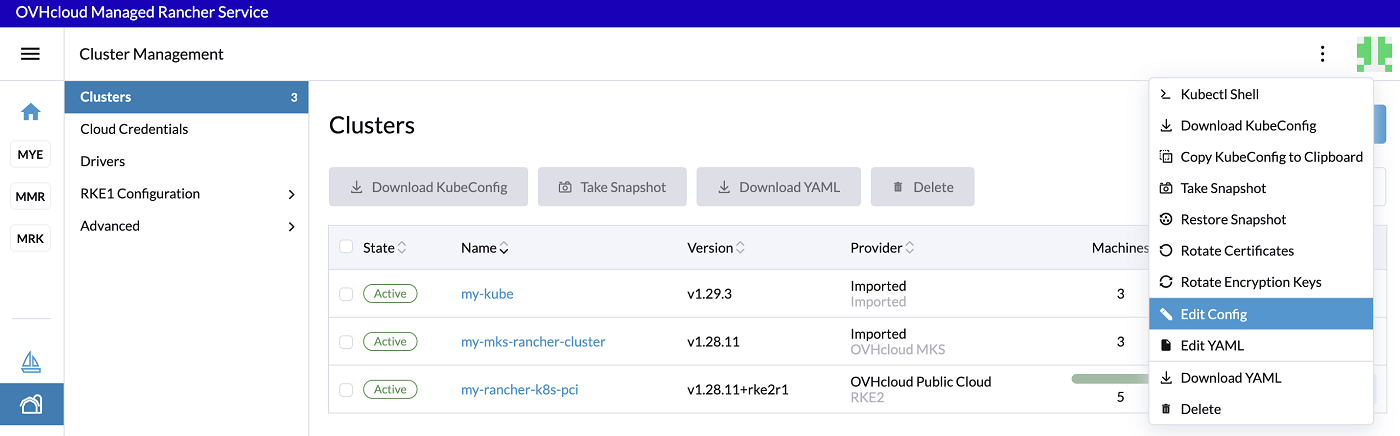 OVHcloud Managed Rancher Service
Cluster Management
Clusters 3
Cloud Credentials
Drivers
RKE1 Configuration
Advanced
MYE
MMR
MRK
Clusters
Download KubeConfig Take Snapshot Download YAML Delete
State Name Version Provider Machines
Active my-kube v1.29.3 Imported 3
Imported
Active my-mks-rancher-cluster v1.28.11 Imported 3
OVHcloud MKS
Active my-rancher-k8s-pci v1.28.11+rke2r1 OVHcloud Public Cloud 5
RKE2
Kubectl Shell
Download KubeConfig
Copy KubeConfig to Clipboard
Take Snapshot
Restore Snapshot
Rotate Certificates
Rotate Encryption Keys
Edit Config
Edit YAML
Download YAML
Delete